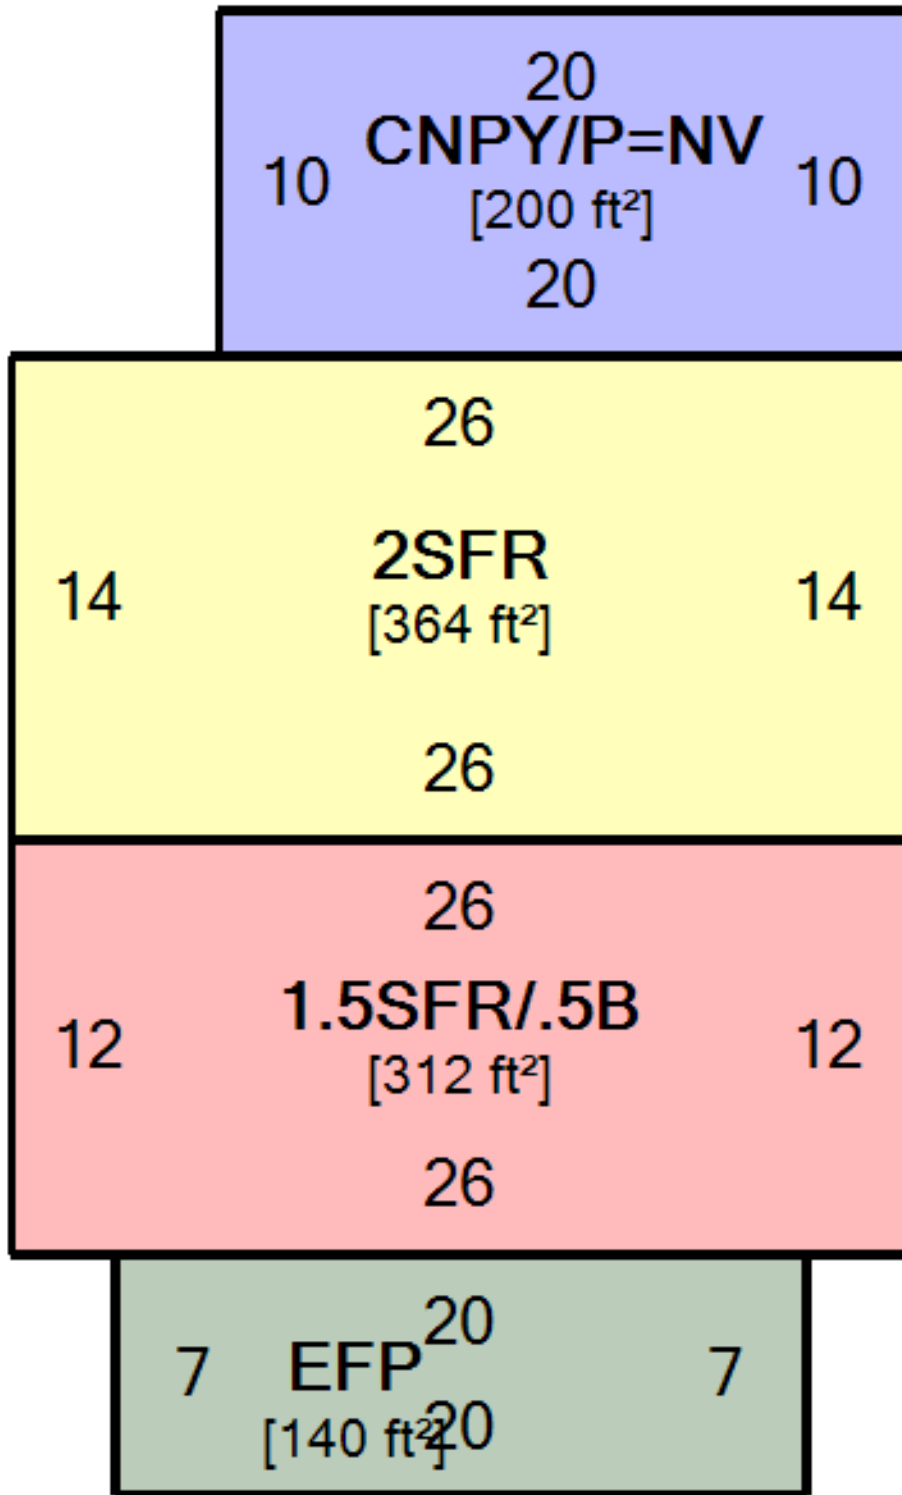 20
CNPY/P=NV
10 10
[200 ft²]
20
26
2SFR
14 14
[364 ft²]
26
26
1.5SFR/.5B
12 12
[312 ft²]
26
20
7 EFP 7
20
[140 ft²]